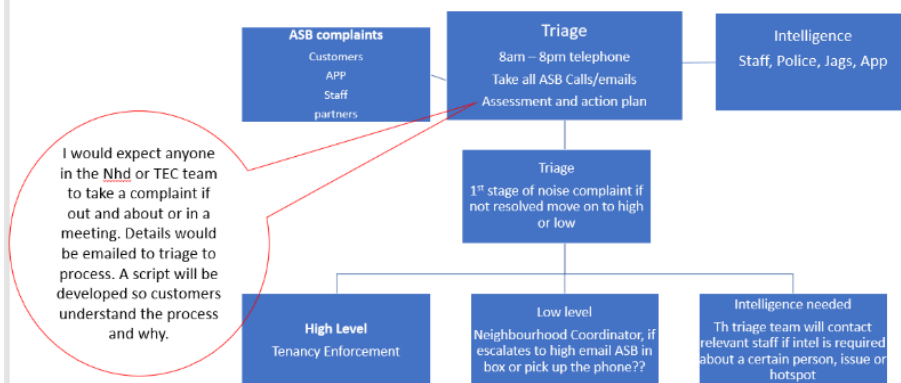 ASB complaints
Customers
APP
Staff
partners
Triage
8am – 8pm telephone
Take all ASB Calls/emails
Assessment and action plan
Intelligence
Staff, Police, Jags, App
I would expect anyone
in the Nhd or TEC team
to take a complaint if
out and about or in a
meeting. Details would
be emailed to triage to
process. A script will be
developed so customers
understand the process
and why.
Triage
1st stage of noise complaint if
not resolved move on to high
or low
High Level
Tenancy Enforcement
Low level
Neighbourhood Coordinator, if
escalates to high email ASB in
box or pick up the phone??
Intelligence needed
Th triage team will contact
relevant staff if intel is required
about a certain person, issue or
hotspot